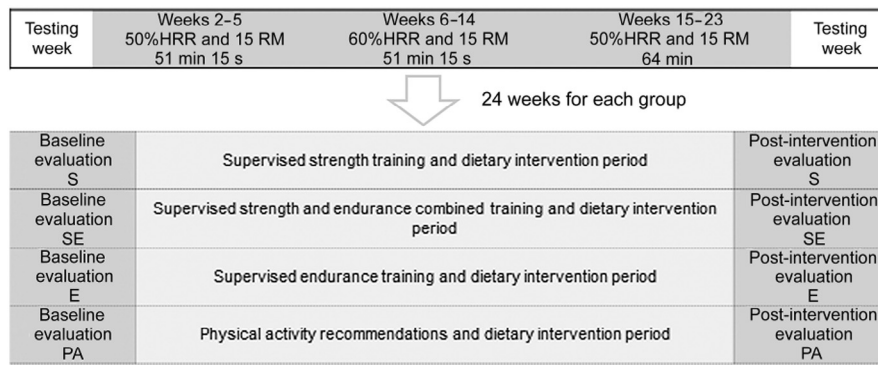 Testing
week
Weeks 2–5
50%HRR and 15 RM
51 min 15 s
Weeks 6–14
60%HRR and 15 RM
51 min 15 s
Weeks 15–23
50%HRR and 15 RM
64 min
Testing
week
24 weeks for each group
Baseline
evaluation
S
Supervised strength training and dietary intervention period
Post-intervention
evaluation
S
Baseline
evaluation
SE
Supervised strength and endurance combined training and dietary intervention
period
Post-intervention
evaluation
SE
Baseline
evaluation
E
Supervised endurance training and dietary intervention period
Post-intervention
evaluation
E
Baseline
evaluation
PA
Physical activity recommendations and dietary intervention period
Post-intervention
evaluation
PA